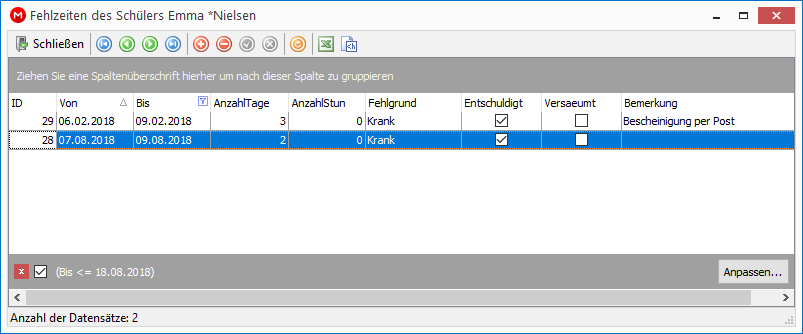 Fehlzeiten des Schülers Emma *Nielsen
Schließen
Ziehen Sie eine Spaltenüberschrift hierher um nach dieser Spalte zu gruppieren
ID Von Bis AnzahlTage AnzahlStun Fehlgrund Entschuldigt Versaeumt Bemerkung
29 06.02.2018 09.02.2018 3 0 Krank Bescheinigung per Post
28 07.08.2018 09.08.2018 2 0 Krank
(Bis <= 18.08.2018) Anpassen...
Anzahl der Datensätze: 2